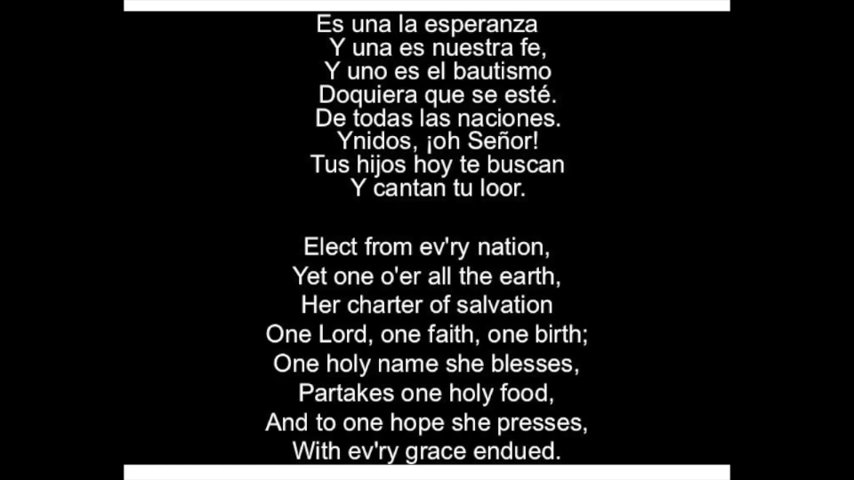 Es una la esperanza
Y una es nuestra fe,
Y uno es el bautismo
Doquiera que se esté.
De todas las naciones.
Ynidos, ¡oh Señor!
Tus hijos hoy te buscan
Y cantan tu loor.
Elect from ev'ry nation,
Yet one o'er all the earth,
Her charter of salvation
One Lord, one faith, one birth;
One holy name she blesses,
Partakes one holy food,
And to one hope she presses,
With ev'ry grace endued.